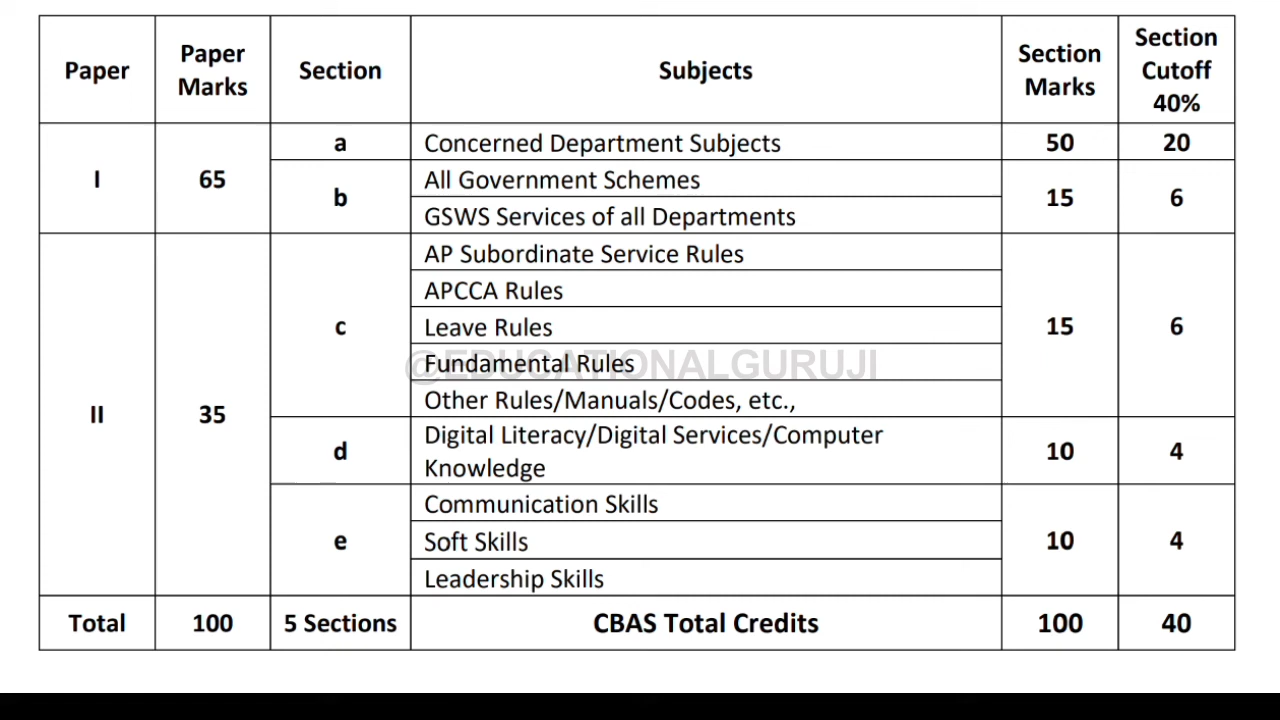 Paper Paper Marks Section Subjects Section Marks Section Cutoff 40%
I 65 a Concerned Department Subjects 50 20
b All Government Schemes 15 6
GSWS Services of all Departments
II 35 c AP Subordinate Service Rules 15 6
APCCA Rules
Leave Rules
Fundamental Rules
@EDUCATIONALGURUJI
Other Rules/Manuals/Codes, etc.,
d Digital Literacy/Digital Services/Computer
Knowledge 10 4
e Communication Skills 10 4
Soft Skills
Leadership Skills
Total 100 5 Sections CBAS Total Credits 100 40